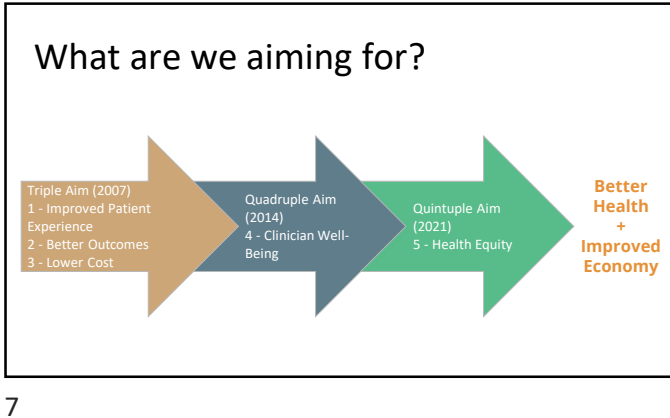 What are we aiming for?
Triple Aim (2007)
1 - Improved Patient
Experience
2 - Better Outcomes
3 - Lower Cost
Quadruple Aim
(2014)
4 - Clinician Well-
Being
Quintuple Aim
(2021)
5 - Health Equity
Better
Health
+
Improved
Economy
7